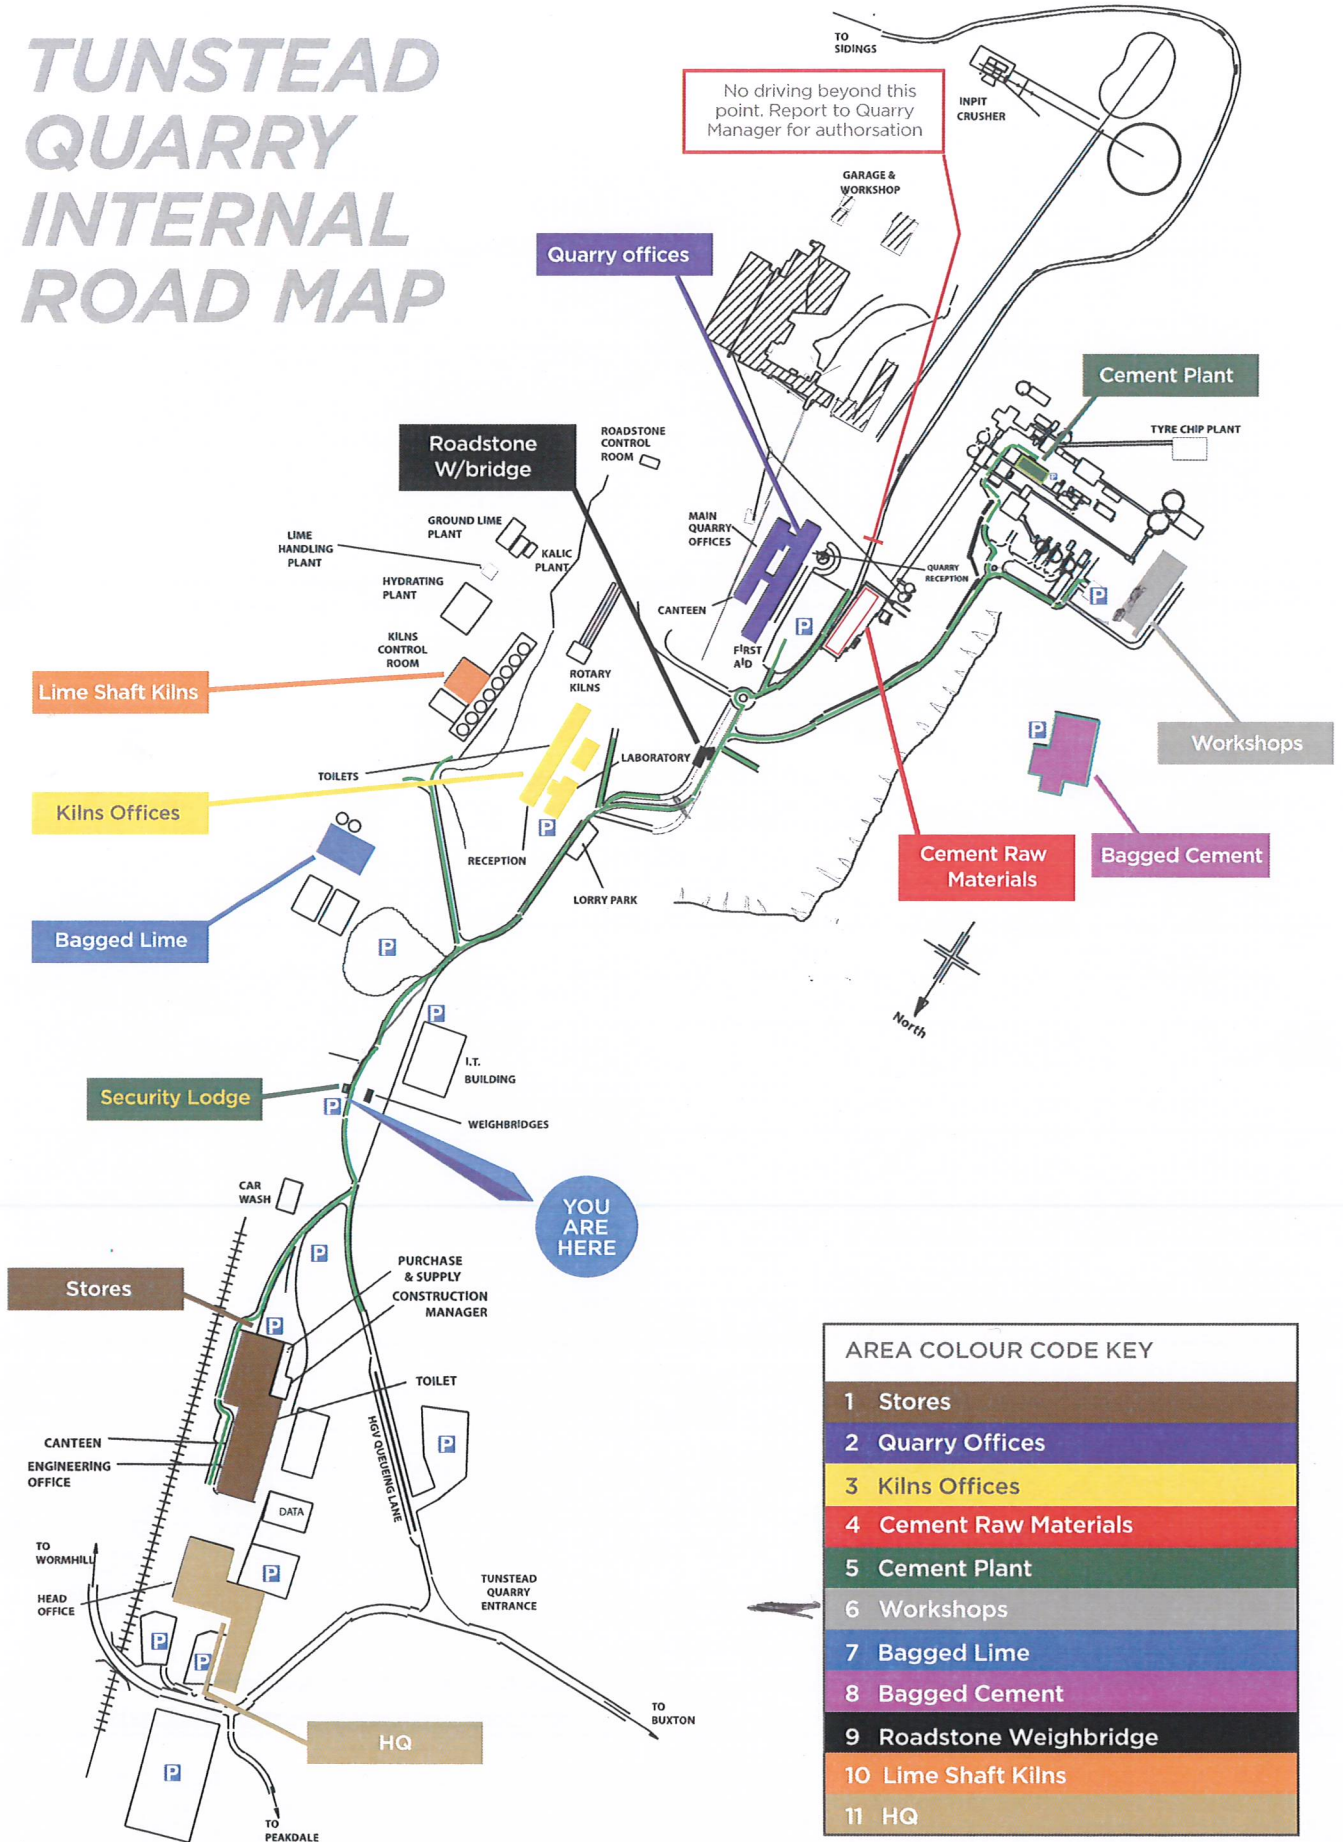 TUNSTEAD
QUARRY
INTERNAL
ROAD MAP
TO
SIDINGS
No driving beyond this
point. Report to Quarry
Manager for authorsation
INPIT
CRUSHER
GARAGE &
WORKSHOP
Quarry offices
Cement Plant
TYRE CHIP PLANT
Roadstone
W/bridge
ROADSTONE
CONTROL
ROOM
MAIN
QUARRY
OFFICES
GROUND LIME
PLANT
KALIC
PLANT
LIME
HANDLING
PLANT
HYDRATING
PLANT
QUARRY
RECEPTION
P
P
CANTEEN
P
FIRST
AID
KILNS
CONTROL
ROOM
ROTARY
KILNS
Lime Shaft Kilns
P
Workshops
LABORATORY
TOILETS
Kilns Offices
P
RECEPTION
LORRY PARK
Cement Raw
Materials
Bagged Cement
Bagged Lime
P
North
P
I.T.
BUILDING
Security Lodge
P
WEIGHBRIDGES
CAR
WASH
YOU
ARE
HERE
P
PURCHASE
& SUPPLY
CONSTRUCTION
MANAGER
Stores
P
TOILET
HGV QUEUEING LANE
P
CANTEEN
ENGINEERING
OFFICE
DATA
TO
WORMHILL
P
HEAD
OFFICE
TUNSTEAD
QUARRY
ENTRANCE
P
P
TO
BUXTON
HQ
P
TO
PEAKDALE
AREA COLOUR CODE KEY
1 Stores
2 Quarry Offices
3 Kilns Offices
4 Cement Raw Materials
5 Cement Plant
6 Workshops
7 Bagged Lime
8 Bagged Cement
9 Roadstone Weighbridge
10 Lime Shaft Kilns
11 HQ